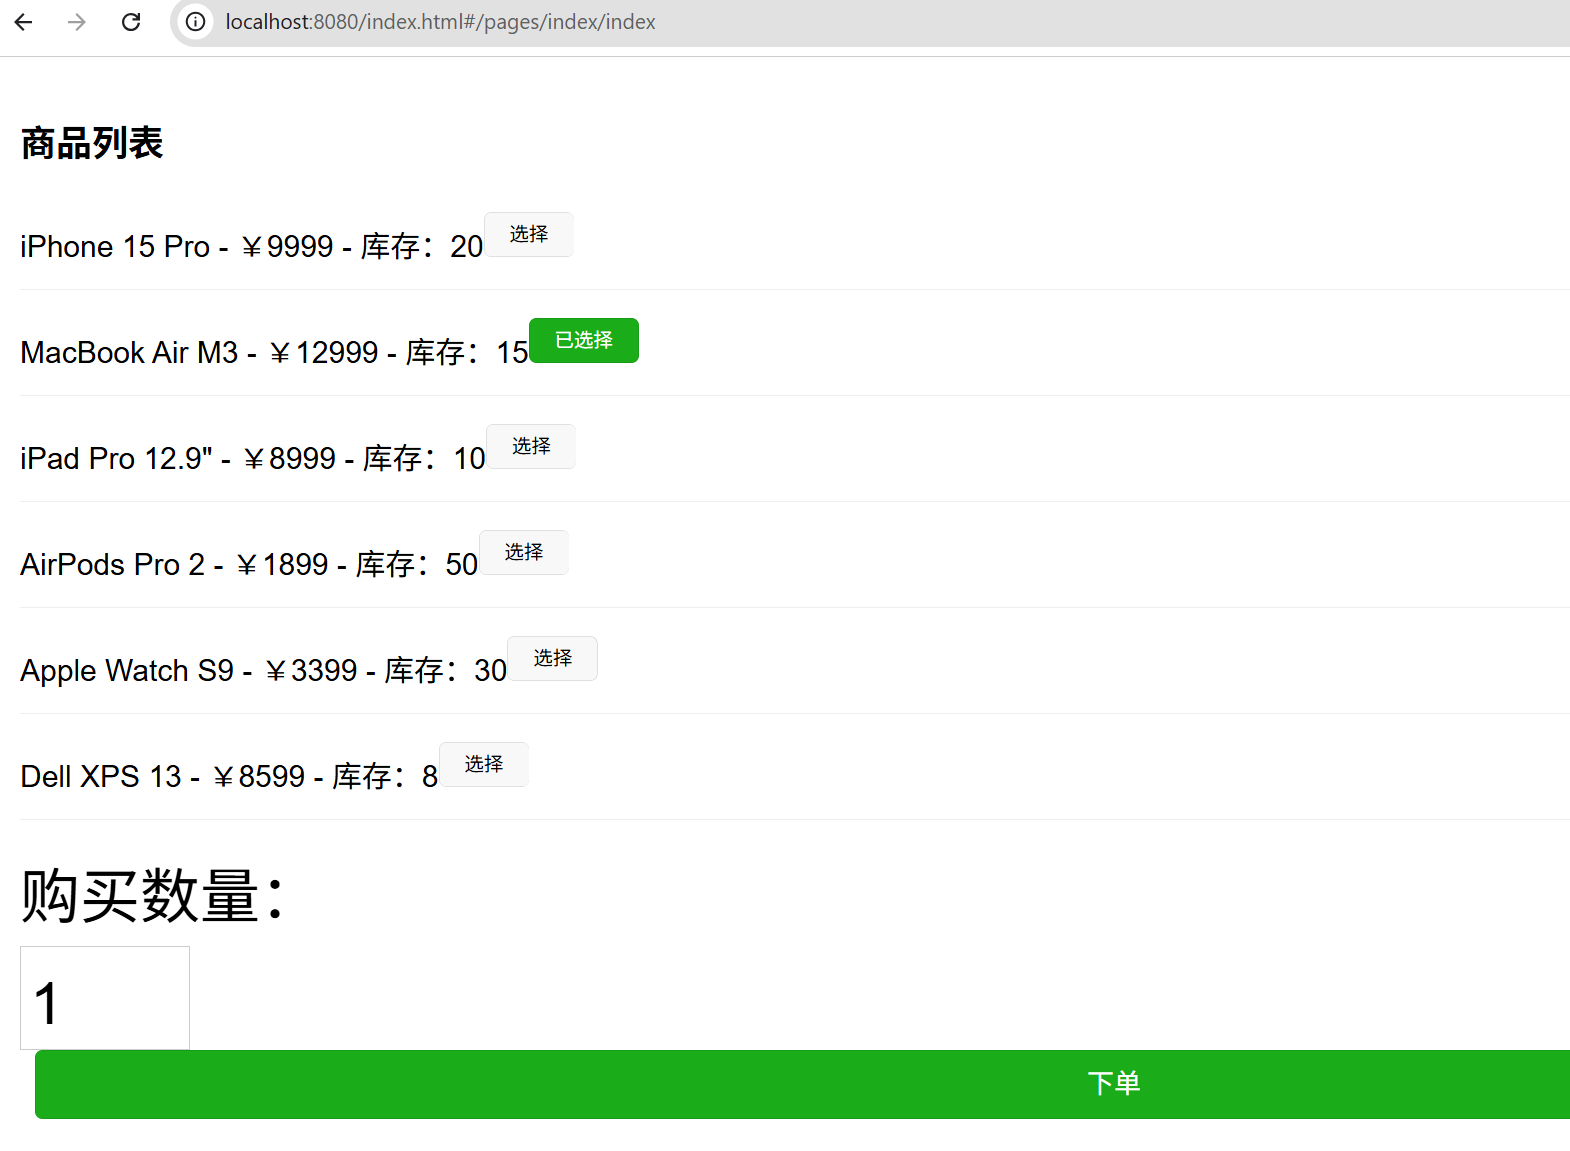 localhost:8080/index.html#/pages/index/index
商品列表
iPhone 15 Pro - ￥9999 - 库存：20 选择
MacBook Air M3 - ￥12999 - 库存：15 已选择
iPad Pro 12.9" - ￥8999 - 库存：10 选择
AirPods Pro 2 - ￥1899 - 库存：50 选择
Apple Watch S9 - ￥3399 - 库存：30 选择
Dell XPS 13 - ￥8599 - 库存：8 选择
购买数量：
1
下单